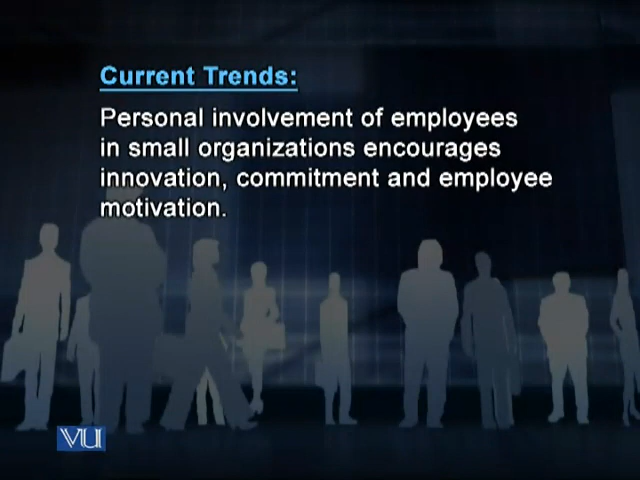 Current Trends:
Personal involvement of employees
in small organizations encourages
innovation, commitment and employee
motivation.
VU